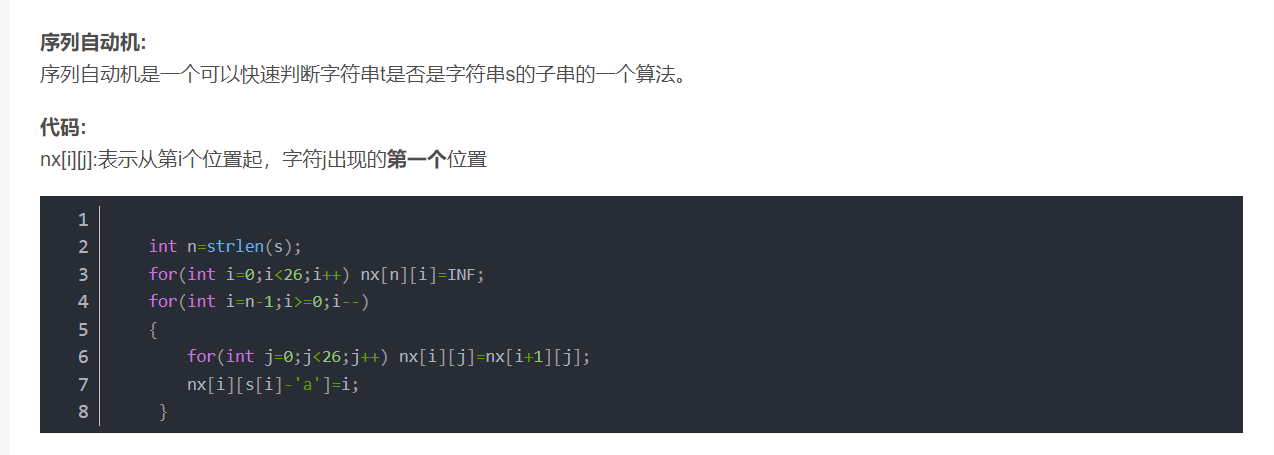 序列自动机:
序列自动机是一个可以快速判断字符串t是否是字符串s的子串的一个算法。
代码:
nx[i][j]:表示从第i个位置起，字符j出现的第一个位置
1
2 int n=strlen(s);
3 for(int i=0;i<26;i++) nx[n][i]=INF;
4 for(int i=n-1;i>=0;i--)
5 {
6 for(int j=0;j<26;j++) nx[i][j]=nx[i+1][j];
7 nx[i][s[i]-'a']=i;
8 }